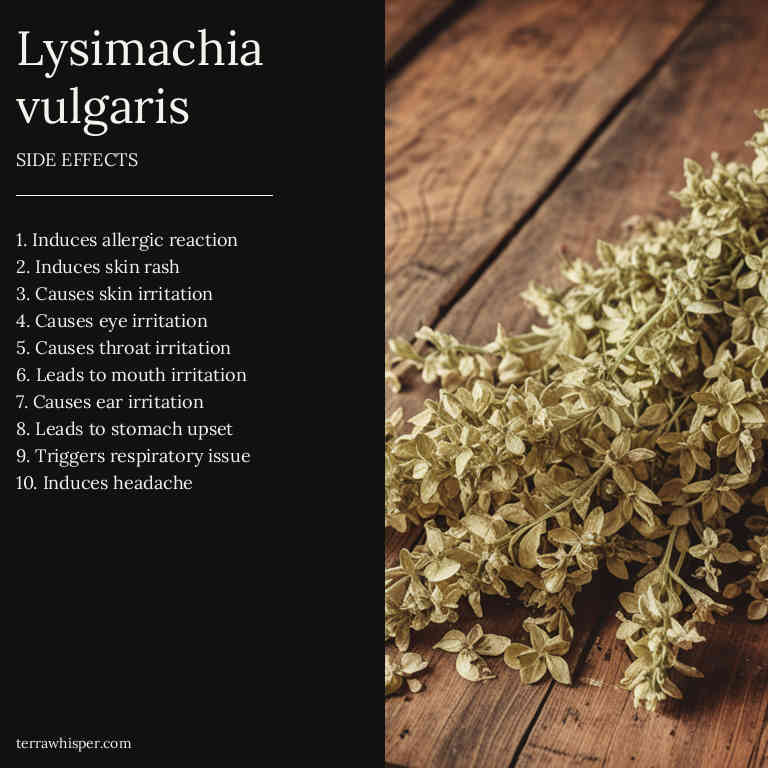 Lysimachia
vulgaris
SIDE EFFECTS
1. Induces allergic reaction
2. Induces skin rash
3. Causes skin irritation
4. Causes eye irritation
5. Causes throat irritation
6. Leads to mouth irritation
7. Causes ear irritation
8. Leads to stomach upset
9. Triggers respiratory issue
10. Induces headache
terrawhisper.com